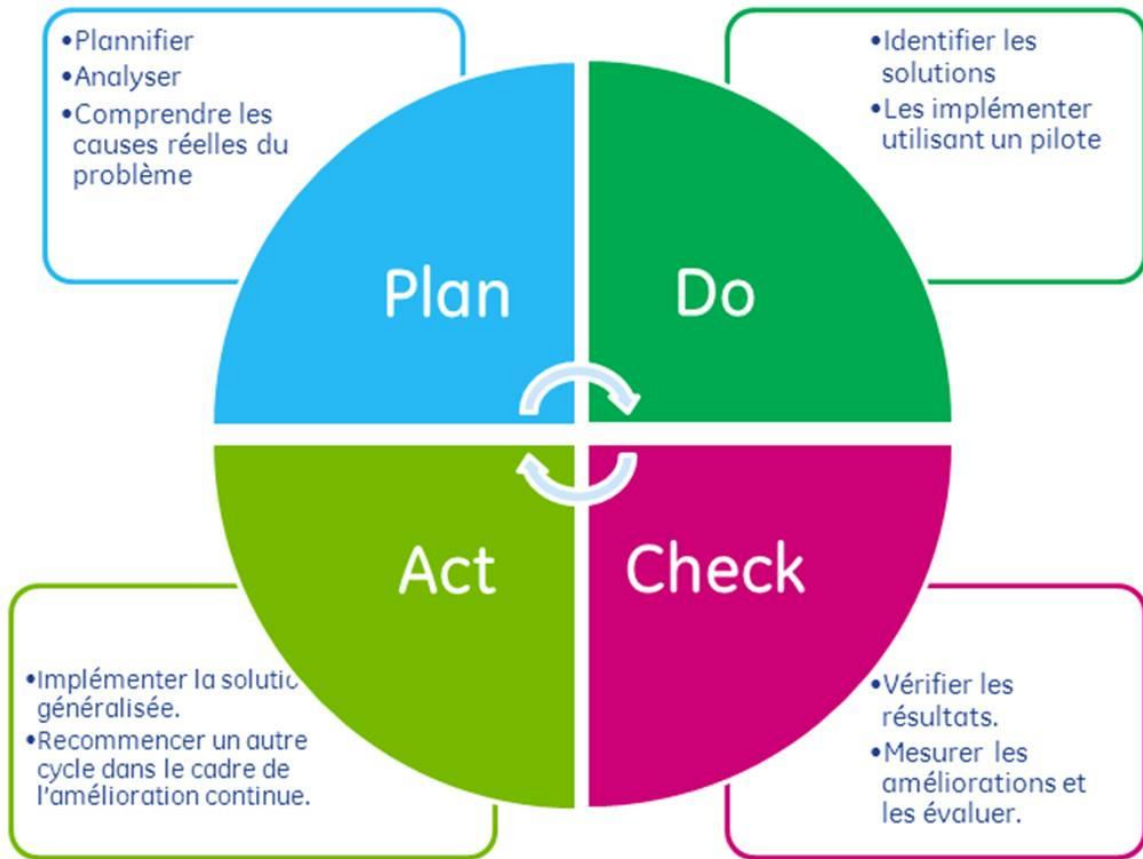 •Plannifier
•Analyser
•Comprendre les
causes réelles du
problème
•Identifier les
solutions
•Les implémenter
utilisant un pilote
Plan
Do
Act
Check
•Implémenter la soluti
généralisée.
•Recommencer un autre
cycle dans le cadre de
l'amélioration continue.
•Vérifier les
résultats.
•Mesurer les
améliorations et
les évaluer.